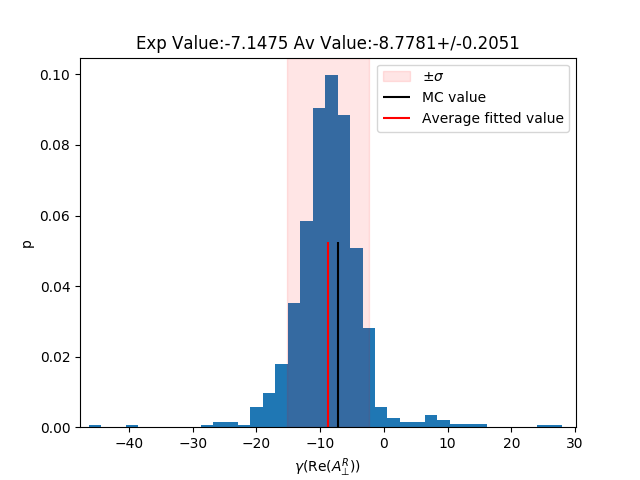 Exp Value:-7.1475 Av Value:-8.7781+/-0.2051
±σ
MC value
Average fitted value
0.10
0.08
0.06
0.04
0.02
0.00
p
−40 −30 −20 −10 0 10 20 30
γ(Re(A⊥ᴿ))